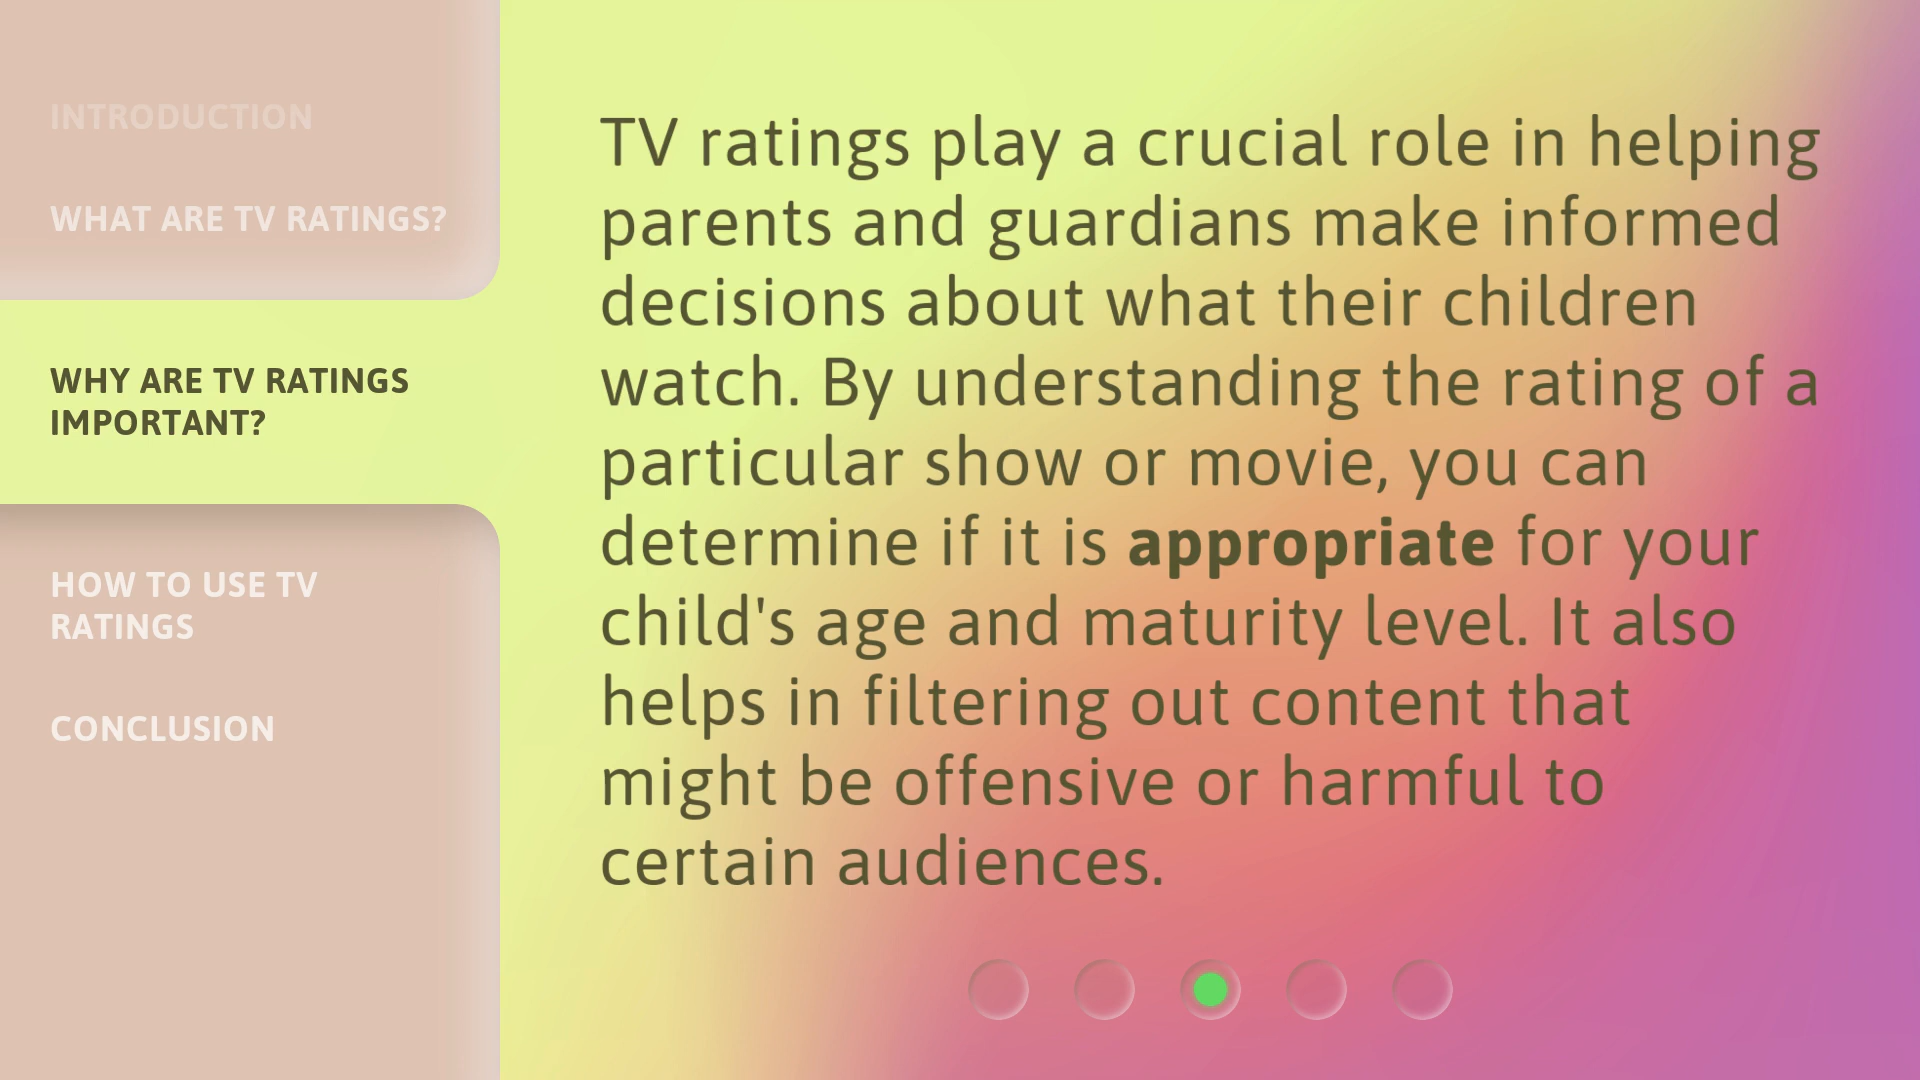 INTRODUCTION
WHAT ARE TV RATINGS?
WHY ARE TV RATINGS
IMPORTANT?
HOW TO USE TV
RATINGS
CONCLUSION
TV ratings play a crucial role in helping
parents and guardians make informed
decisions about what their children
watch. By understanding the rating of a
particular show or movie, you can
determine if it is appropriate for your
child's age and maturity level. It also
helps in filtering out content that
might be offensive or harmful to
certain audiences.